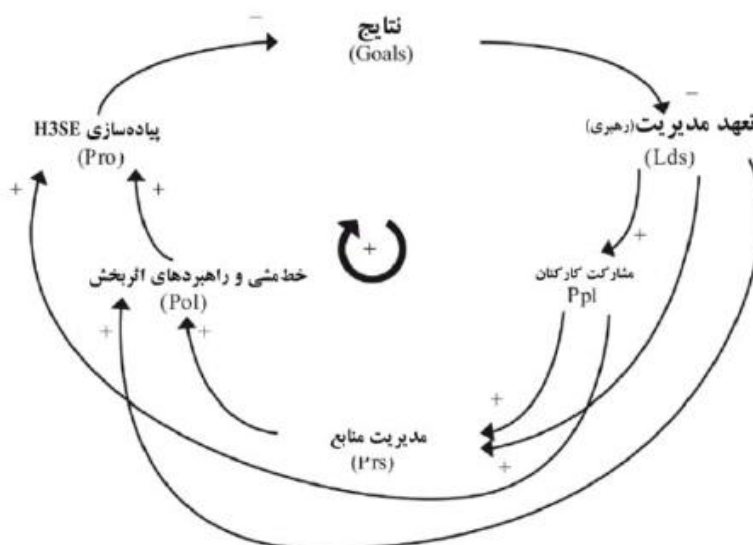 −
نتایج
(Goals)
−
تعهد مدیریت(رهبری)
(Lds)
پیاده‌سازی H3SE
(Pro)
+
+
+
+
مشارکت کارکنان
Ppl
خط‌مشی و راهبردهای اثربخش
(Pol)
+
+
+
مدیریت منابع
(Prs)
+